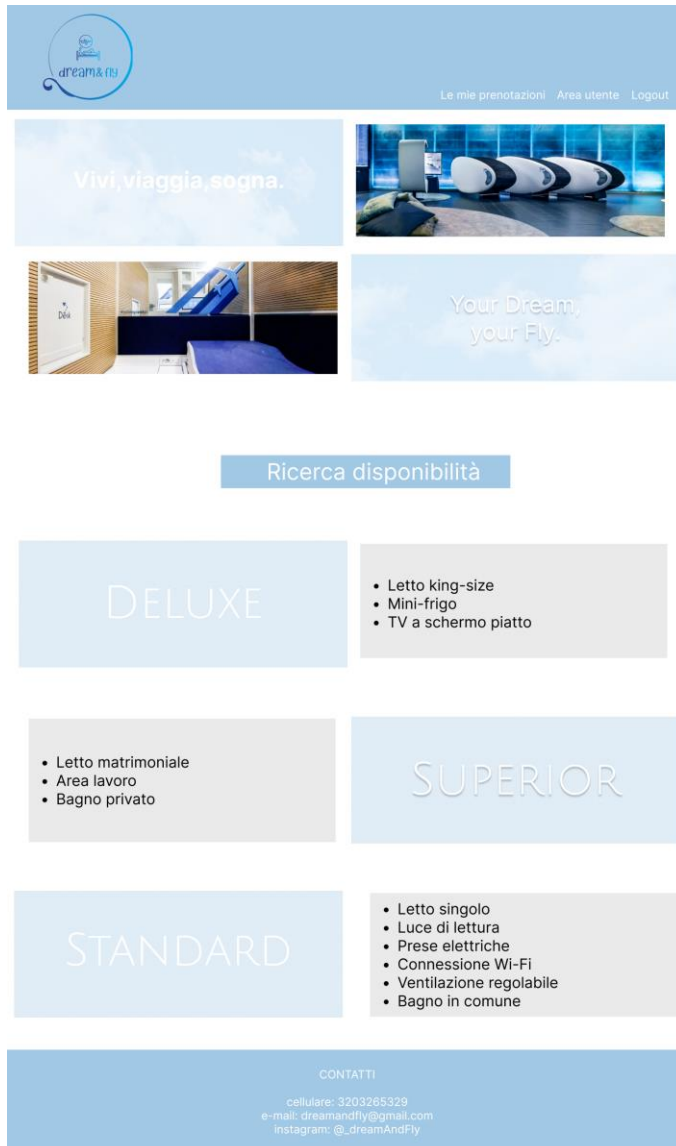 dream&fly
Le mie prenotazioni Area utente Logout
Vivi,viaggia,sogna.
Your Dream,
your Fly.
Ricerca disponibilità
DELUXE
• Letto king-size
• Mini-frigo
• TV a schermo piatto
• Letto matrimoniale
• Area lavoro
• Bagno privato
SUPERIOR
STANDARD
• Letto singolo
• Luce di lettura
• Prese elettriche
• Connessione Wi-Fi
• Ventilazione regolabile
• Bagno in comune
CONTATTI
cellulare: 3203265329
e-mail: dreamandfly@gmail.com
instagram: @_dreamAndFly